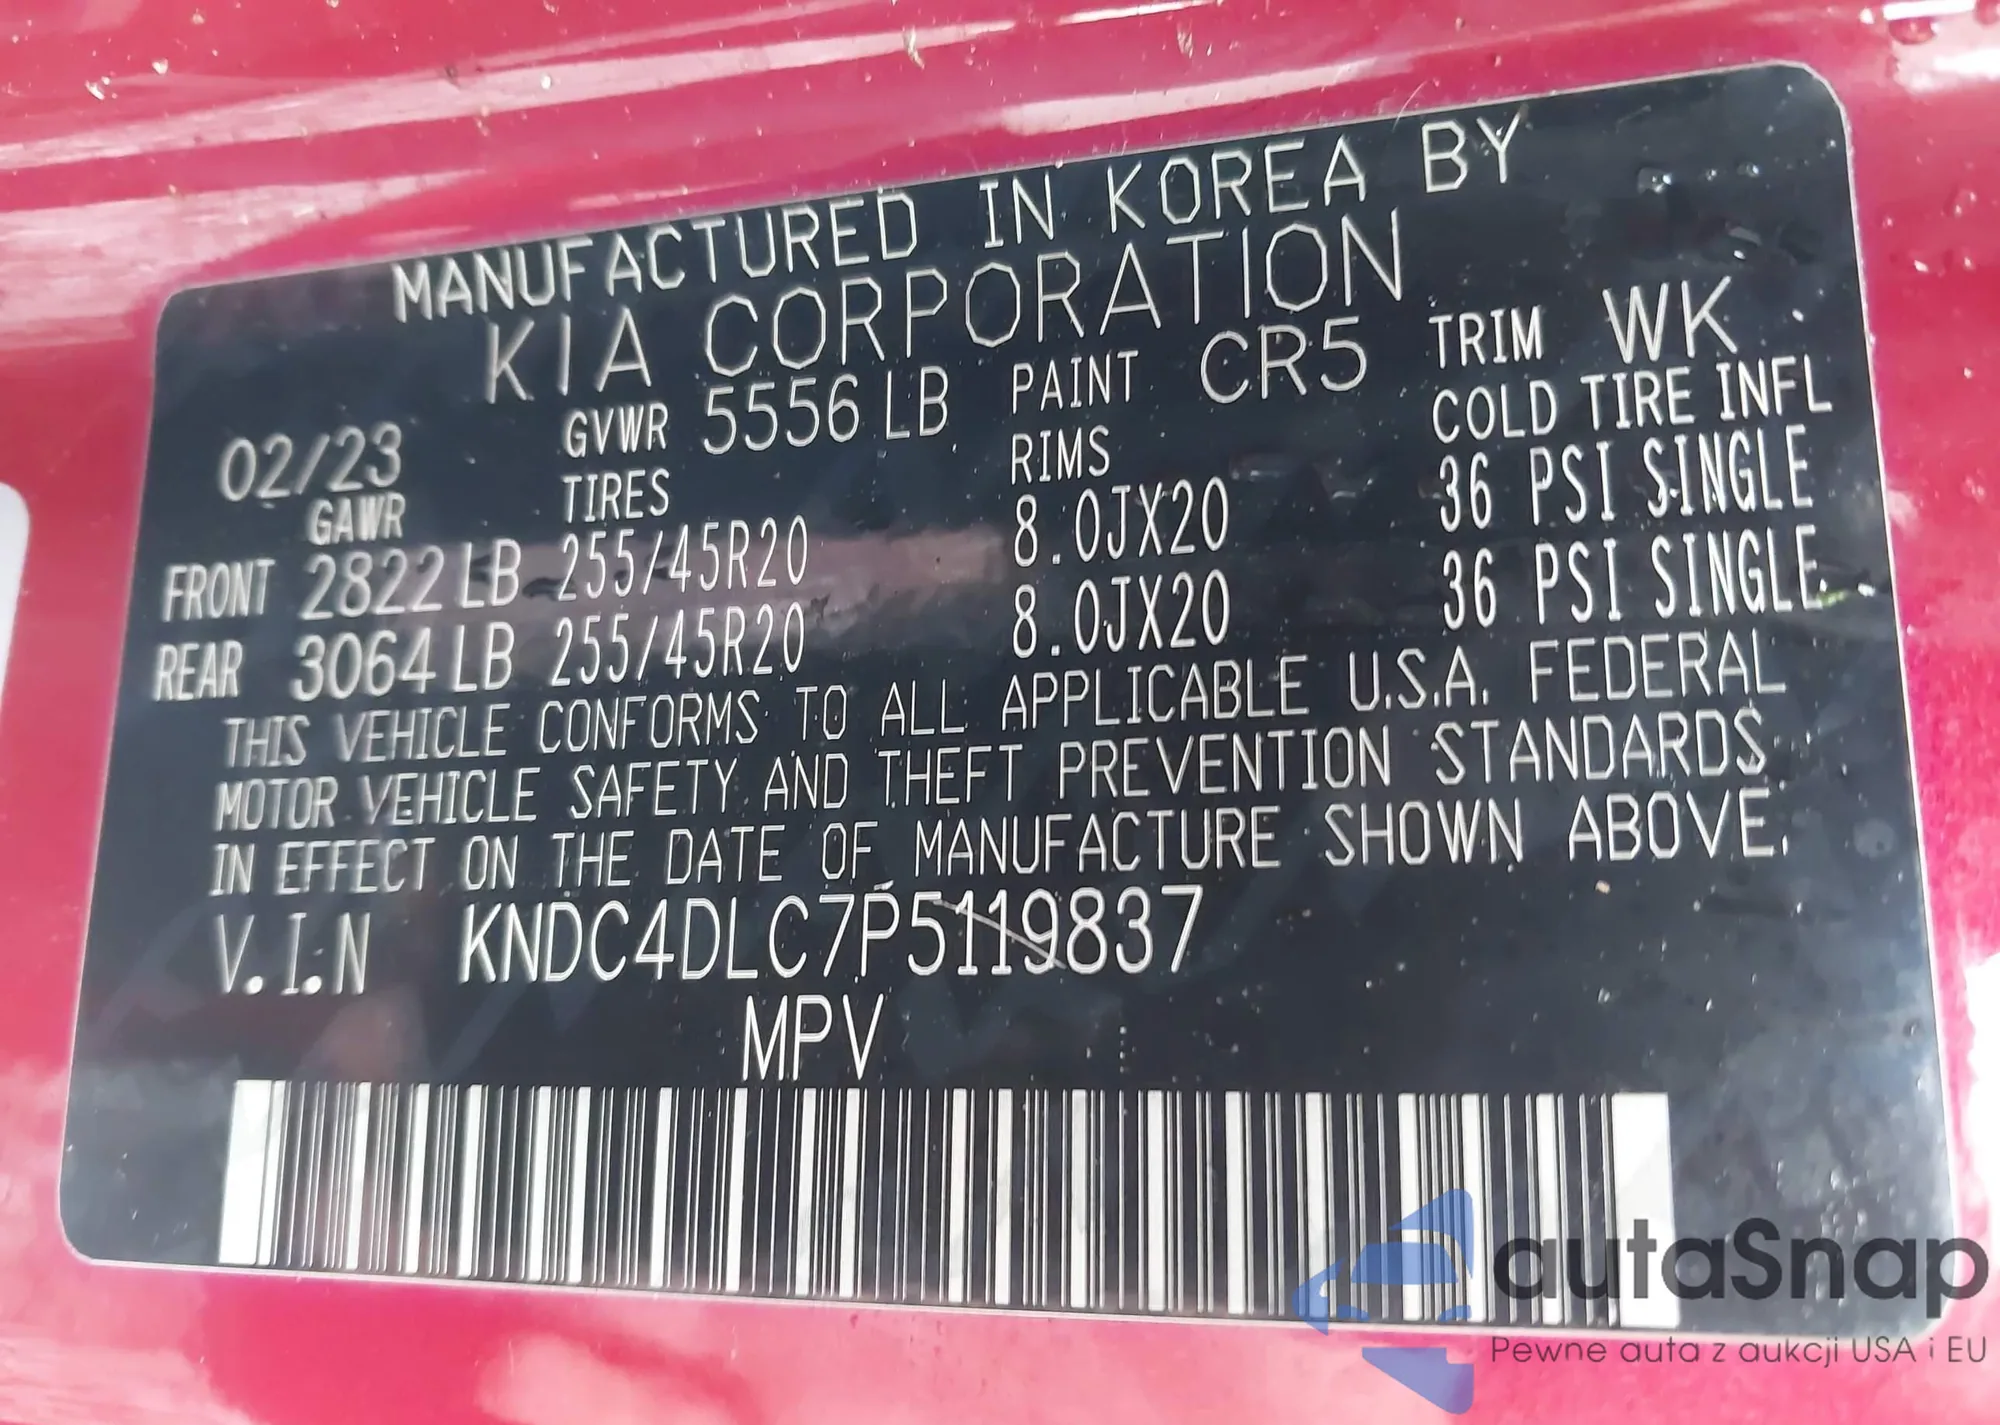 MANUFACTURED IN KOREA BY
KIA CORPORATION
02/23 GVWR 5556 LB PAINT CR5 TRIM WK
GAWR TIRES RIMS COLD TIRE INFL
FRONT 2822 LB 255/45R20 8.0JX20 36 PSI SINGLE
REAR 3064 LB 255/45R20 8.0JX20 36 PSI SINGLE
THIS VEHICLE CONFORMS TO ALL APPLICABLE U.S.A. FEDERAL
MOTOR VEHICLE SAFETY AND THEFT PREVENTION STANDARDS
IN EFFECT ON THE DATE OF MANUFACTURE SHOWN ABOVE.
V.I.N KNDC4DLC7P5119837
MPV
autaSnap
Pewne auta z aukcji USA i EU